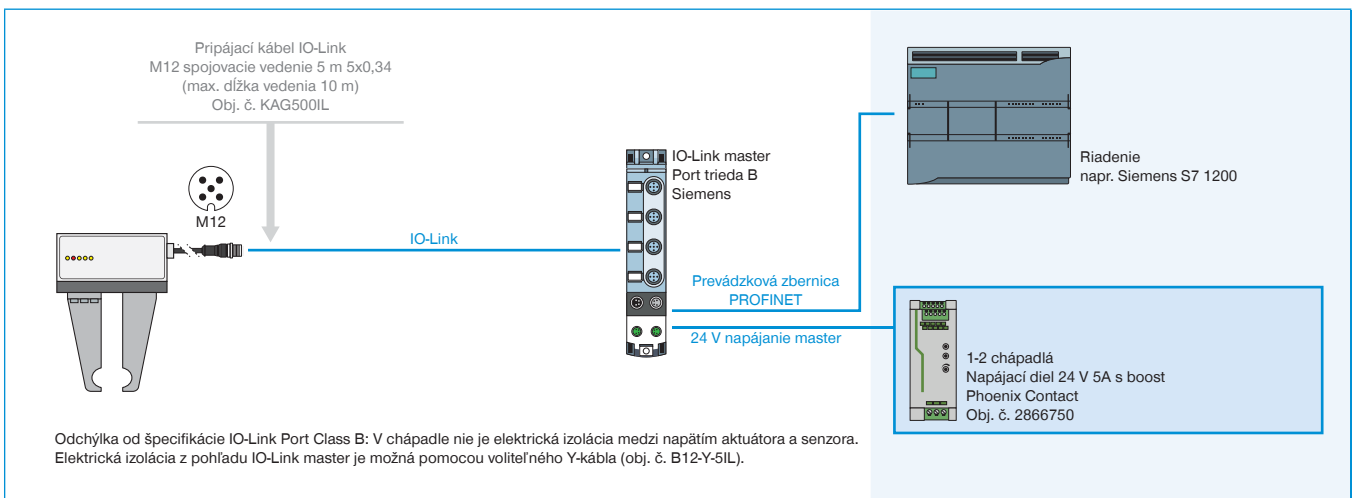 Pripájací kábel IO-Link
M12 spojovacie vedenie 5 m 5x0,34
(max. dĺžka vedenia 10 m)
Obj. č. KAG500IL
M12
IO-Link
IO-Link master
Port trieda B
Siemens
Riadenie
napr. Siemens S7 1200
Prevádzková zbernica
PROFINET
24 V napájanie master
1-2 chápadlá
Napájací diel 24 V 5A s boost
Phoenix Contact
Obj. č. 2866750
Odchýlka od špecifikácie IO-Link Port Class B: V chápadle nie je elektrická izolácia medzi napätím aktuátora a senzora.
Elektrická izolácia z pohľadu IO-Link master je možná pomocou voliteľného Y-kábla (obj. č. B12-Y-5IL).